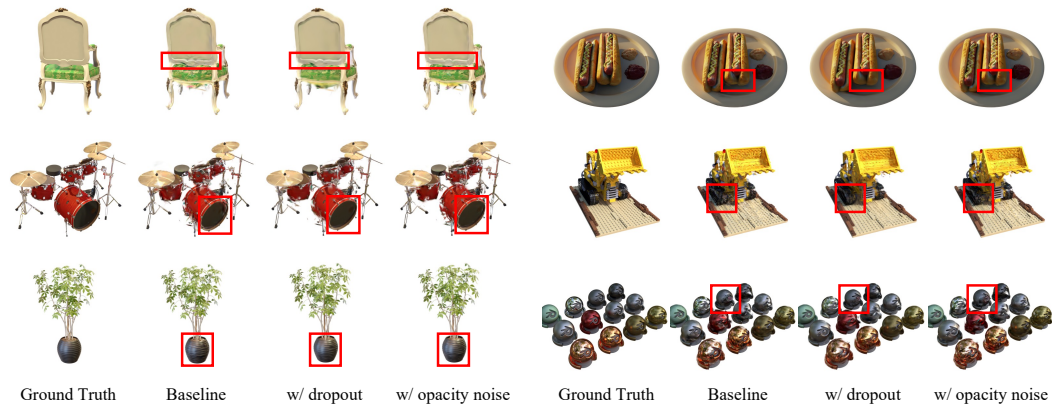 Ground Truth Baseline w/ dropout w/ opacity noise Ground Truth Baseline w/ dropout w/ opacity noise